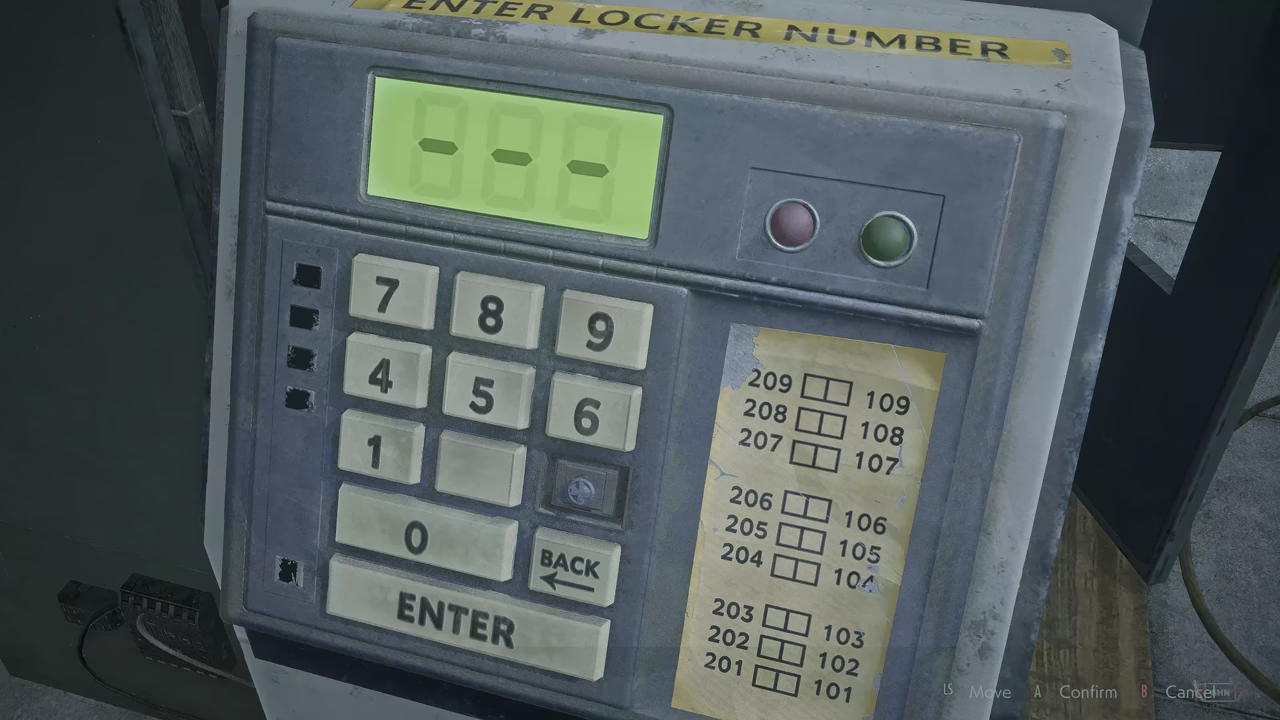 ENTER LOCKER NUMBER
- - -
7 8 9
4 5 6
1
0
BACK
ENTER
209 109
208 108
207 107
206 106
205 105
204 104
203 103
202 102
201 101
LS Move A Confirm B Cancel